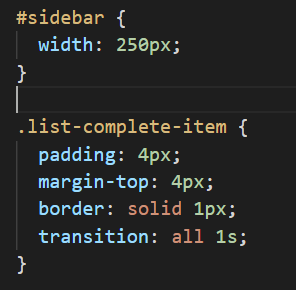 #sidebar {
  width: 250px;
}

.list-complete-item {
  padding: 4px;
  margin-top: 4px;
  border: solid 1px;
  transition: all 1s;
}